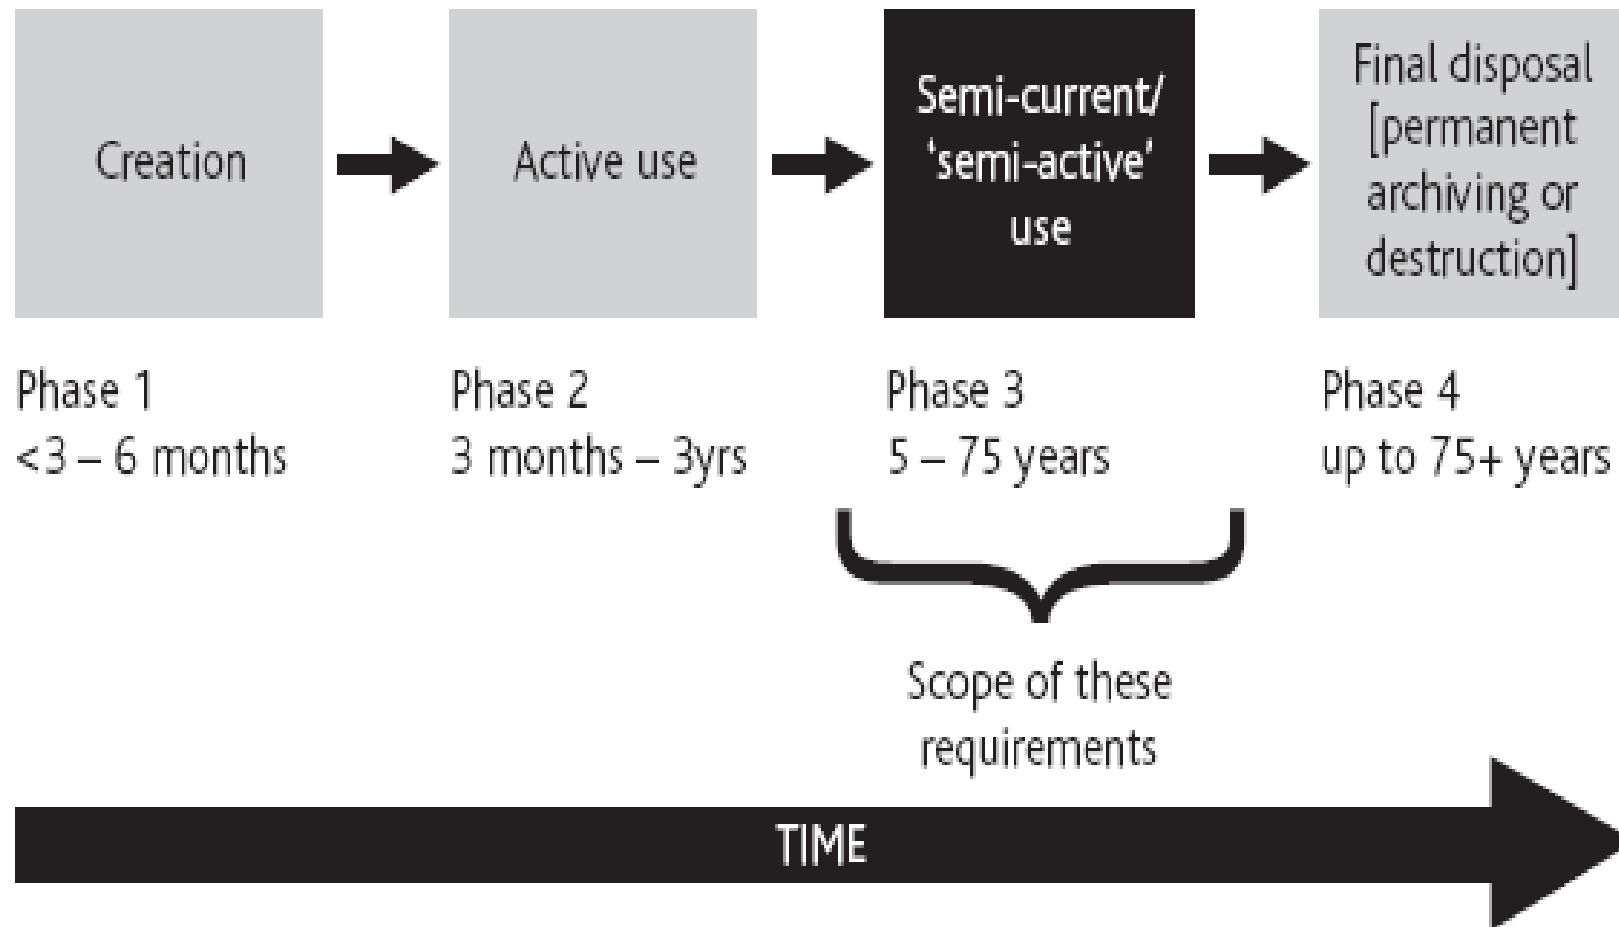 Creation
Active use
Semi-current/
‘semi-active’
use
Final disposal
[permanent
archiving or
destruction]
Phase 1
<3 – 6 months
Phase 2
3 months – 3yrs
Phase 3
5 – 75 years
Phase 4
up to 75+ years
Scope of these
requirements
TIME